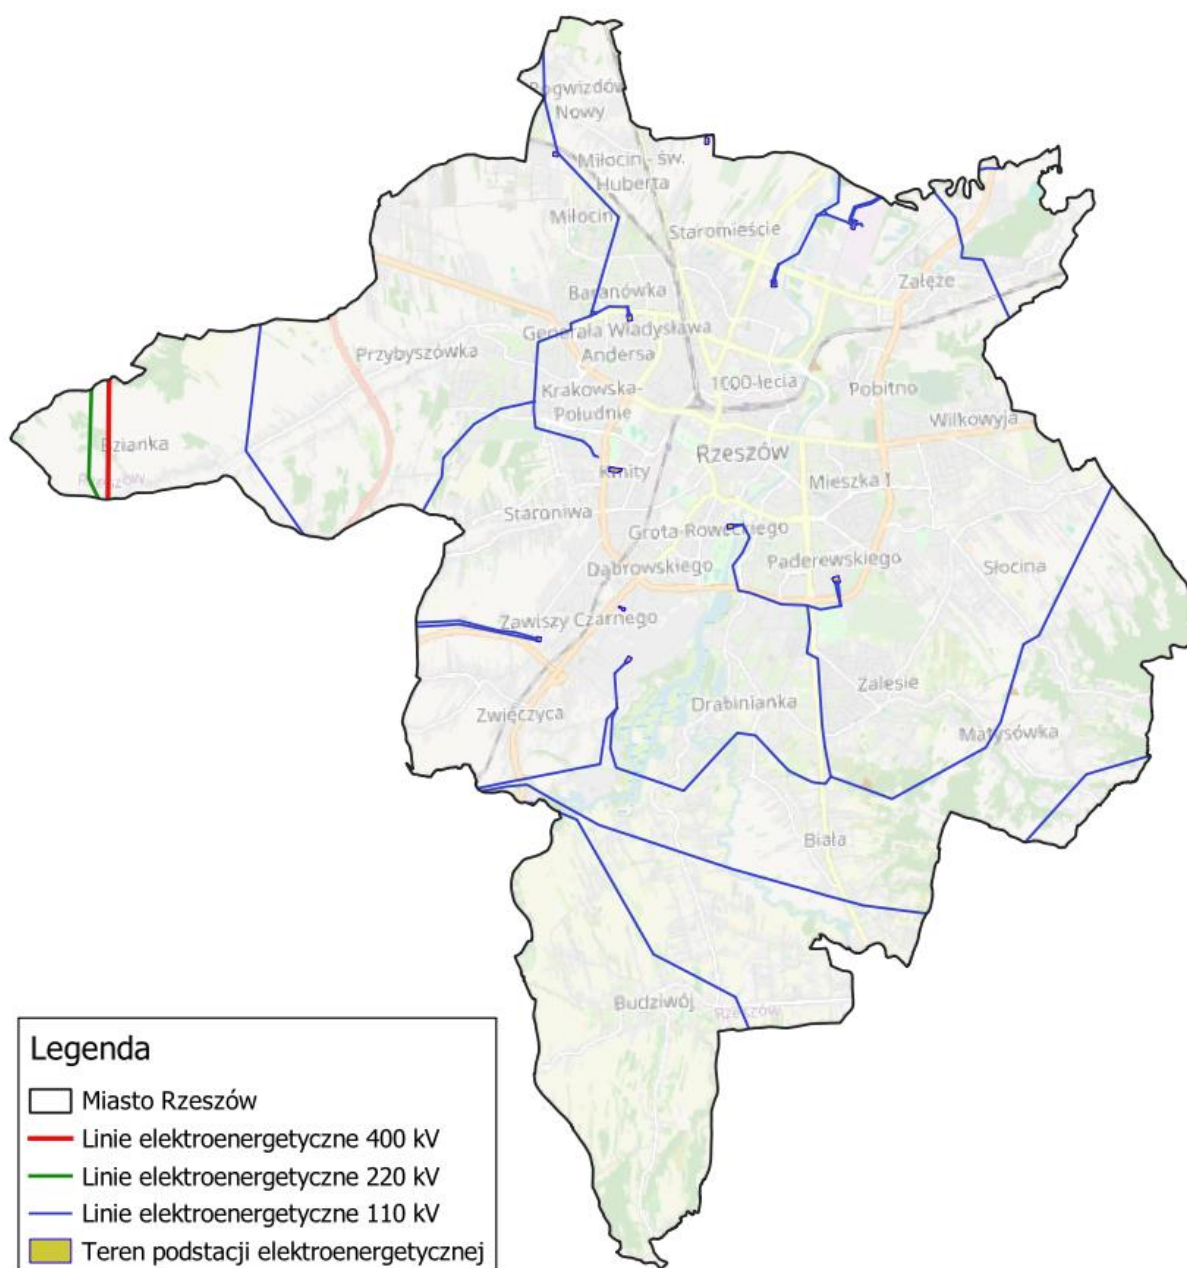 Bogwizdów
Nowy
Miłocin - św.
Huberta
Miłocin
Staromieście
Załęże
Baranówka
Generała Władysława
Andersa
Przybyszówka
1000-lecia
Pobitno
Krakowska-
Południe
Wilkowyja
Bzianka
Rzeszów
Rzeszów
Kmity
Mieszka I
Staroniwa
Grota-Roweckiego
Dąbrowskiego
Paderewskiego
Słocina
Zawiszy Czarnego
Zalesie
Drabinianka
Zwięczyca
Matysówka
Biała
Budziwój
Rzeszów
Legenda
Miasto Rzeszów
Linie elektroenergetyczne 400 kV
Linie elektroenergetyczne 220 kV
Linie elektroenergetyczne 110 kV
Teren podstacji elektroenergetycznej